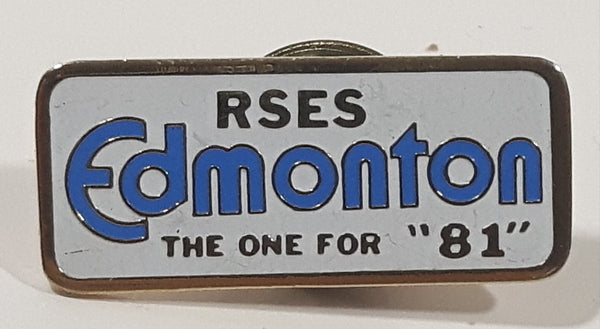 RSES
Edmonton
THE ONE FOR "81"